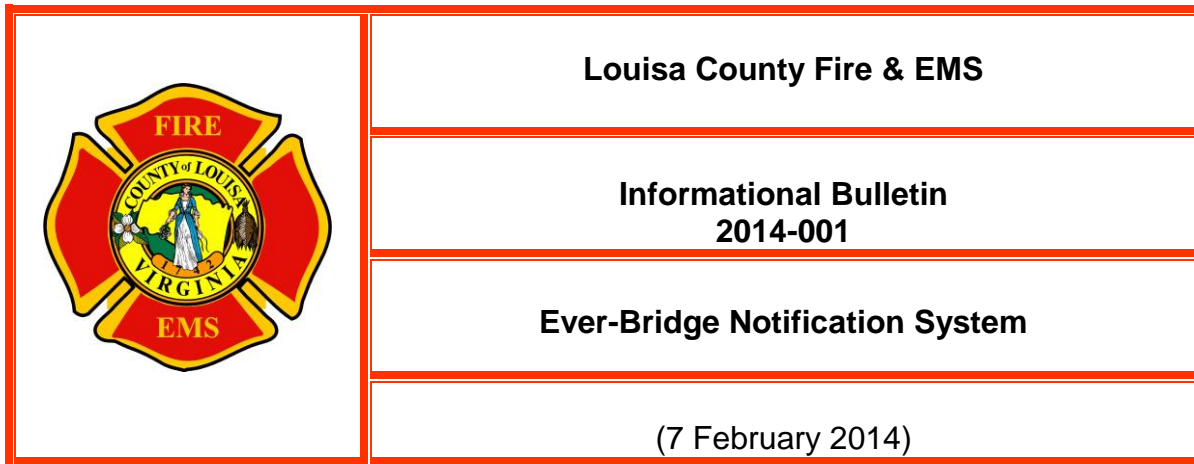 FIRE
COUNTY of LOUISA
1742
VIRGINIA
EMS
Louisa County Fire & EMS
Informational Bulletin
2014-001
Ever-Bridge Notification System
(7 February 2014)